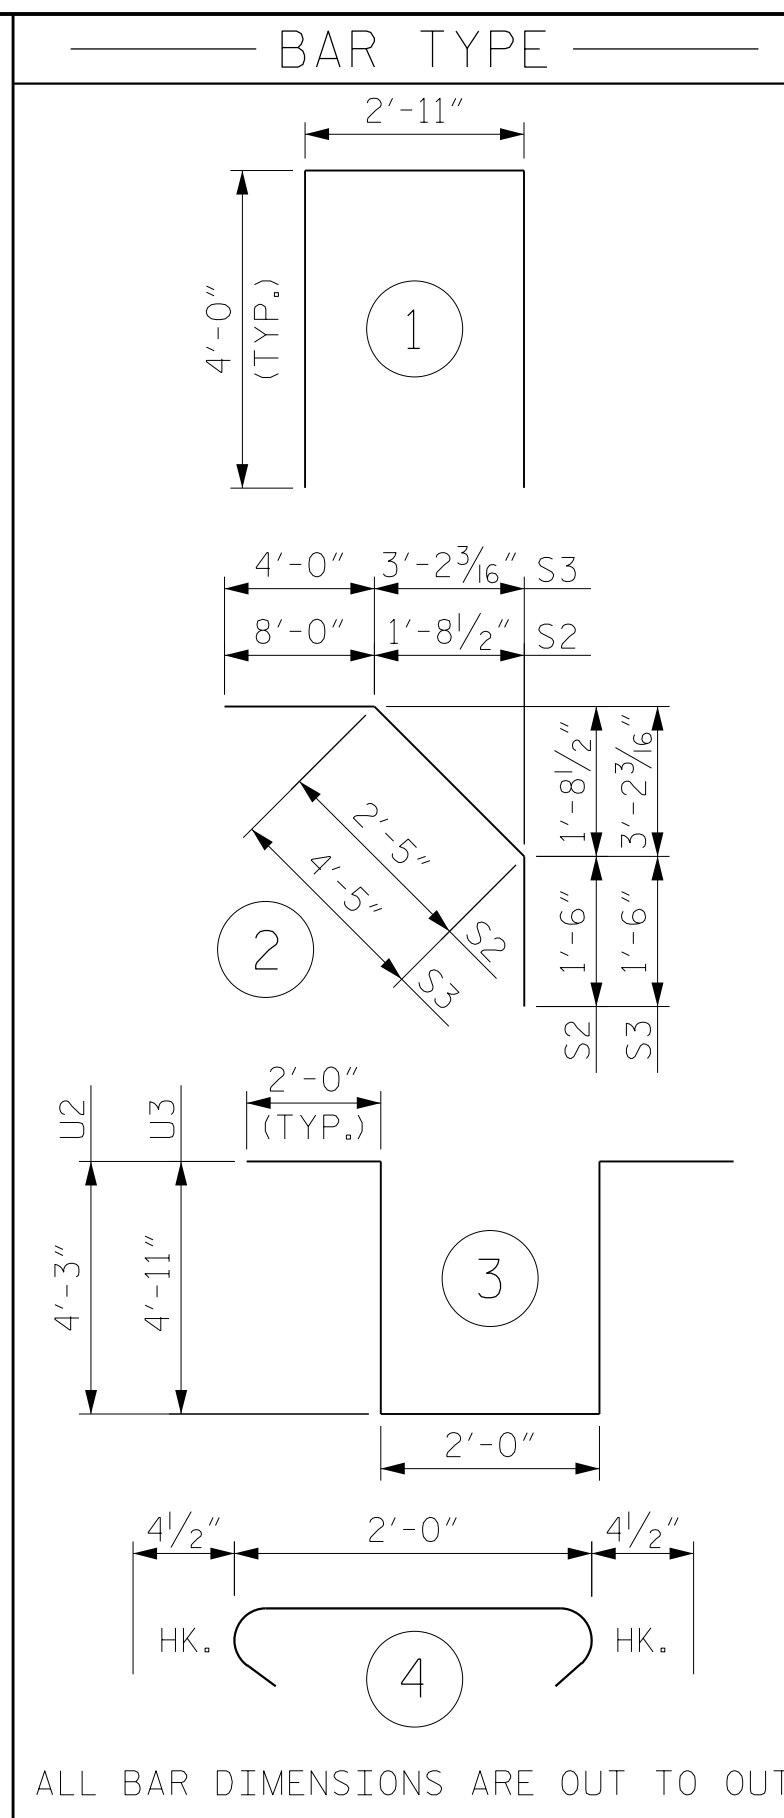 BAR TYPE
2'-11"
4'-0"
(TYP.)
1
4'-0" 3'-2 3/16" S3
8'-0" 1'-8 1/2" S2
1'-8 1/2"
3'-2 3/16"
2'-5"
4'-5"
S2
S3
2
1'-6"
1'-6"
S2
S3
U2
U3
2'-0"
(TYP.)
4'-3"
4'-11"
3
2'-0"
4 1/2" 2'-0" 4 1/2"
HK. HK.
4
ALL BAR DIMENSIONS ARE OUT TO OUT